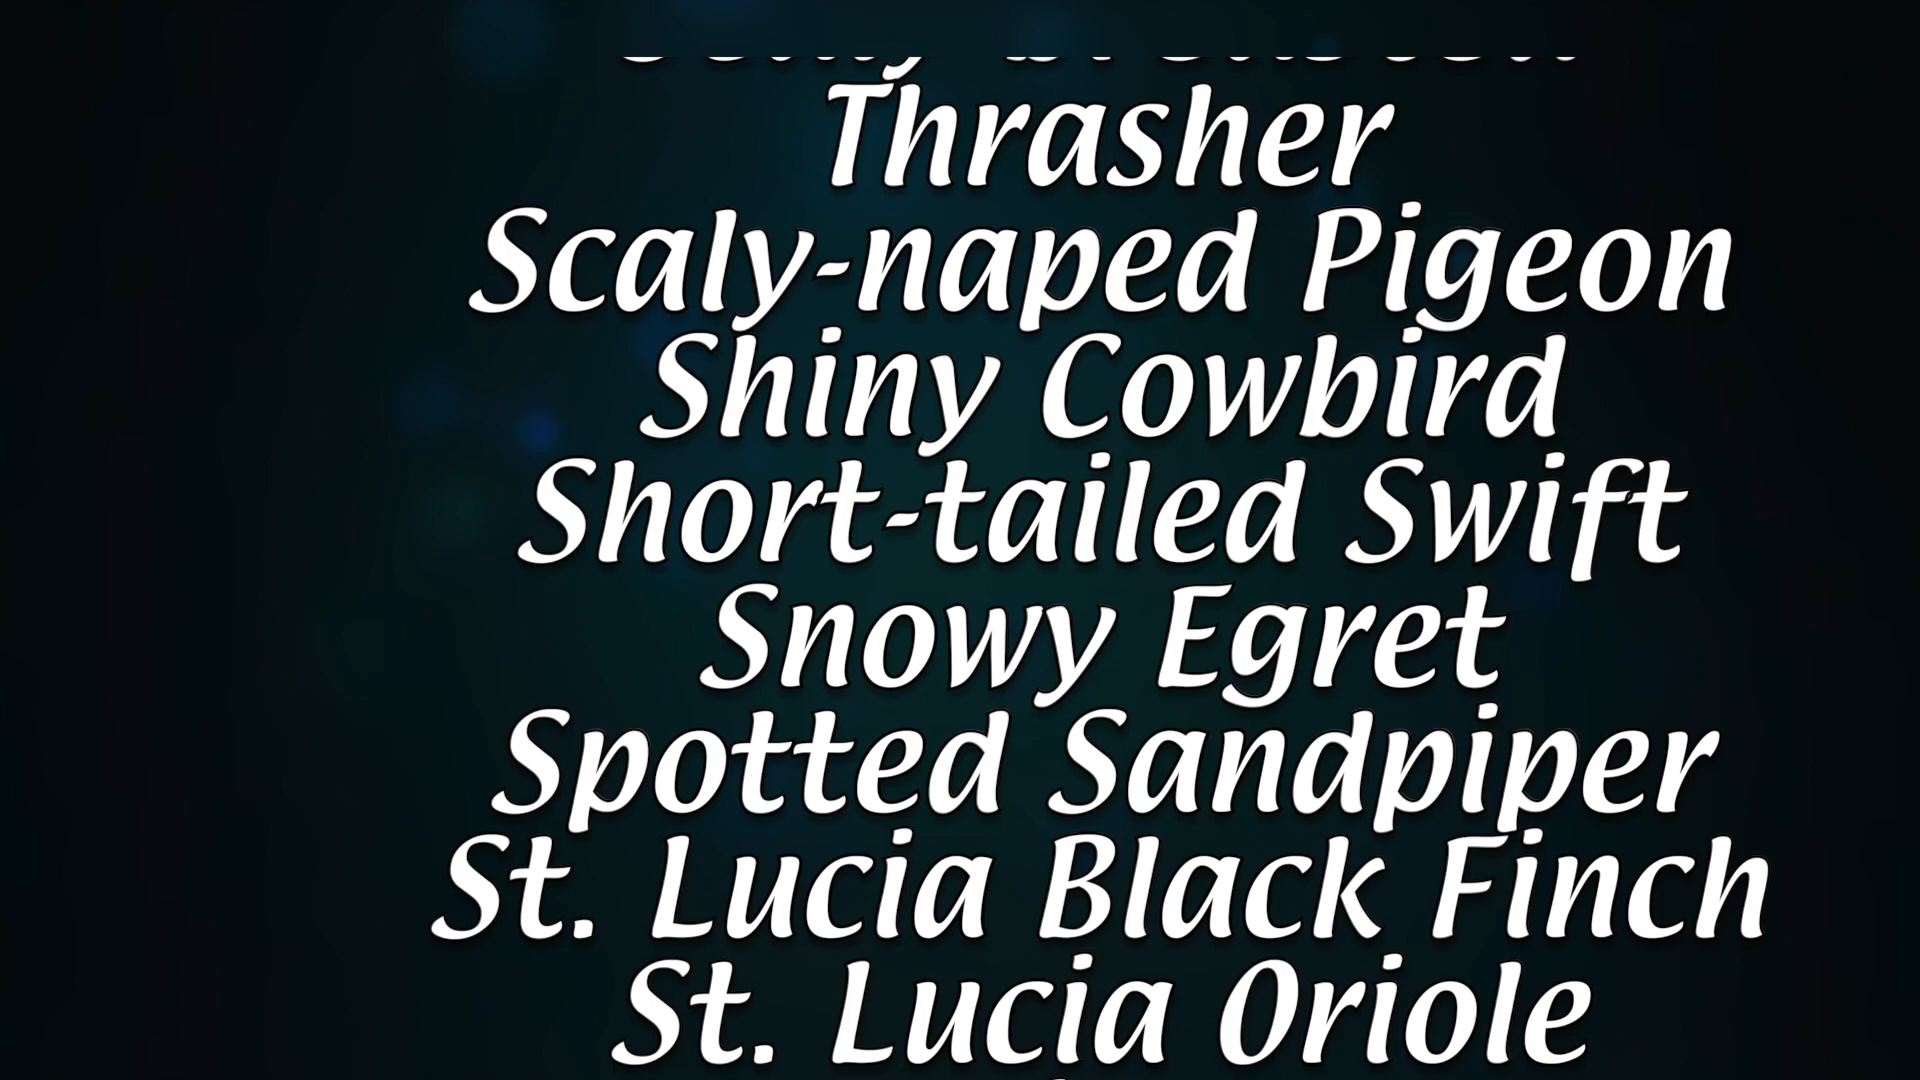 Thrasher
Scaly-naped Pigeon
Shiny Cowbird
Short-tailed Swift
Snowy Egret
Spotted Sandpiper
St. Lucia Black Finch
St. Lucia Oriole